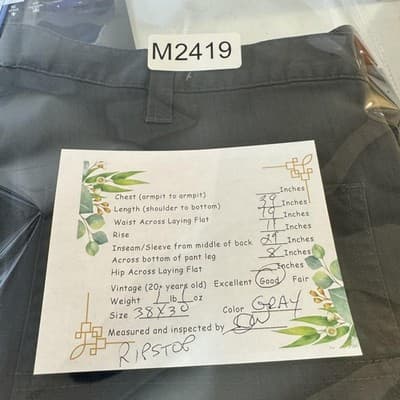 M2419
Chest (armpit to armpit) Inches
Length (shoulder to bottom) 39 Inches
Waist Across Laying Flat 19 Inches
Rise 11 Inches
Inseam/Sleeve from middle of back 29 Inches
Across bottom of pant leg 8 Inches
Hip Across Laying Flat Inches
Vintage (20+ years old) Excellent Good Fair
Weight 1 lb 1 oz
Size 38X30 Color GRAY
Measured and inspected by
RIPSTOP